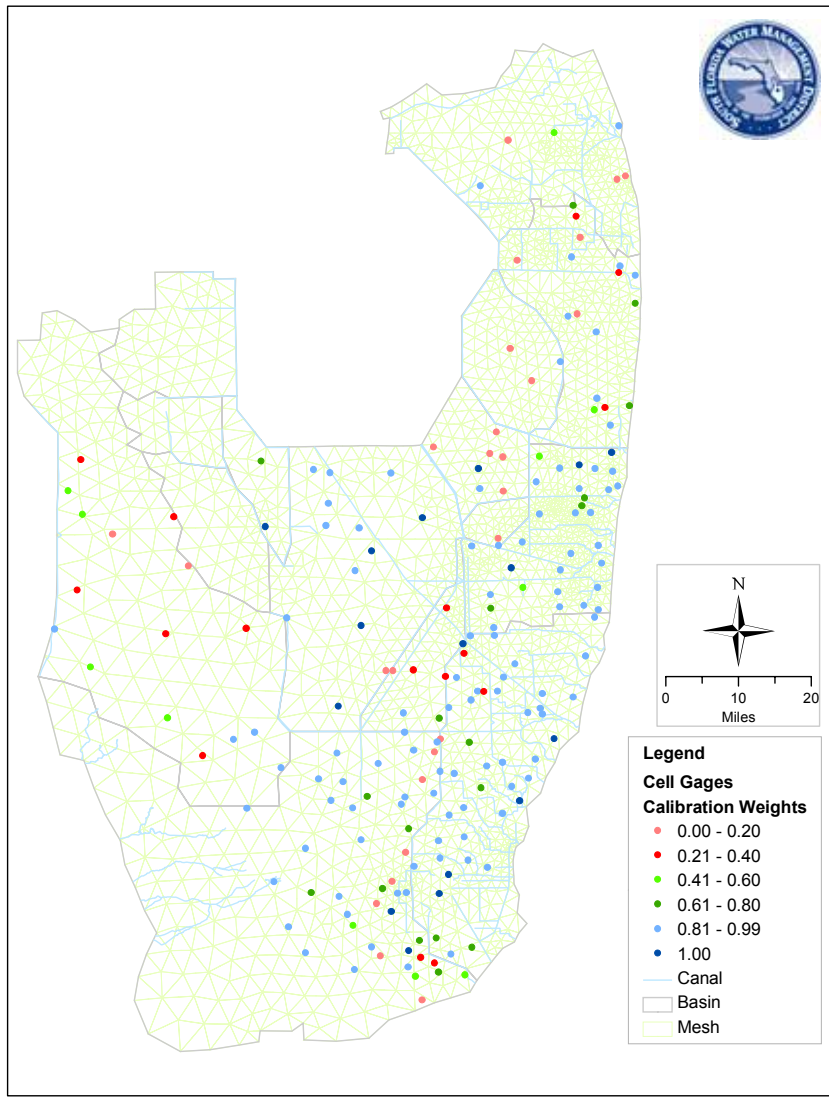 SOUTH FLORIDA WATER MANAGEMENT DISTRICT
N
0 10 20
Miles
Legend
Cell Gages
Calibration Weights
0.00 - 0.20
0.21 - 0.40
0.41 - 0.60
0.61 - 0.80
0.81 - 0.99
1.00
Canal
Basin
Mesh